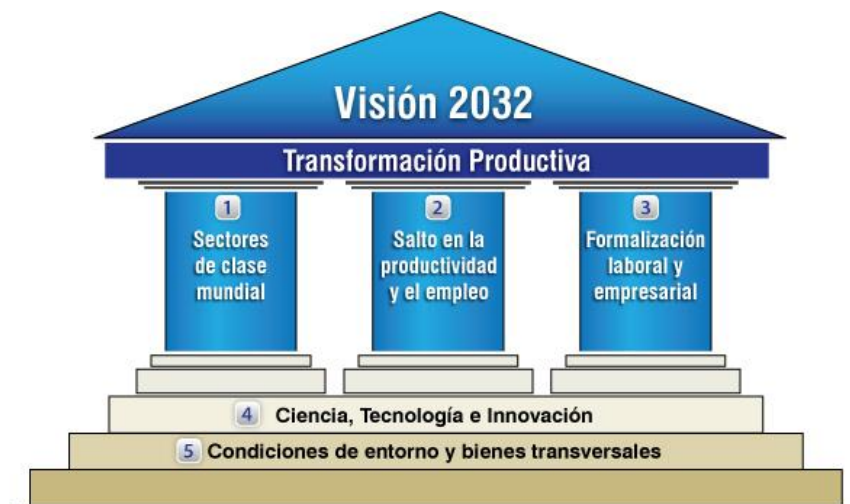 Visión 2032
Transformación Productiva
1
Sectores
de clase
mundial
2
Salto en la
productividad
y el empleo
3
Formalización
laboral y
empresarial
4 Ciencia, Tecnología e Innovación
5 Condiciones de entorno y bienes transversales